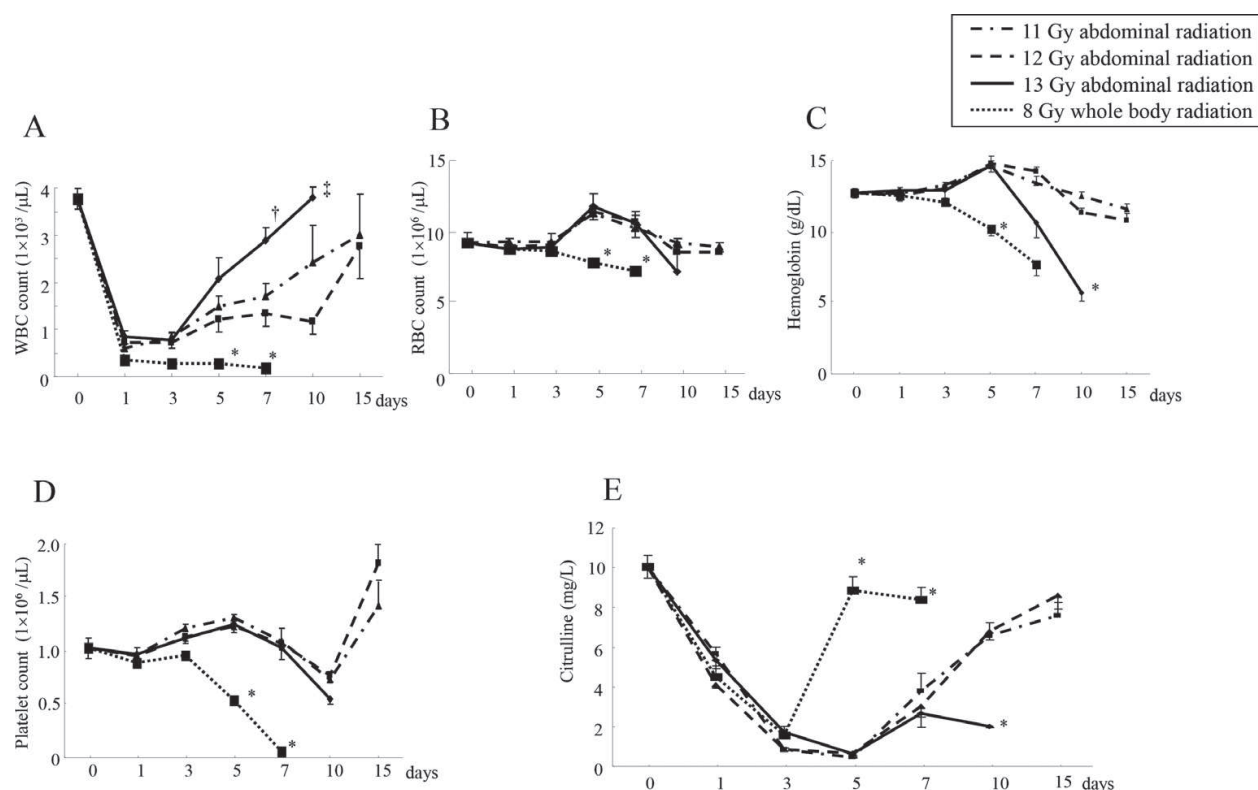 11 Gy abdominal radiation
12 Gy abdominal radiation
13 Gy abdominal radiation
8 Gy whole body radiation
A
WBC count (1×10³ /μL)
4
3
2
1
0
†
‡
*
*
0 1 3 5 7 10 15 days
B
RBC count (1×10⁶ /μL)
15
10
5
0
*
*
0 1 3 5 7 10 15 days
C
Hemoglobin (g/dL)
15
10
5
0
*
*
0 1 3 5 7 10 15 days
D
Platelet count (1×10⁶ /μL)
2.0
1.5
1.0
0.5
0
*
*
0 1 3 5 7 10 15 days
E
Citrulline (mg/L)
12
10
8
6
4
2
0
*
*
*
0 1 3 5 7 10 15 days